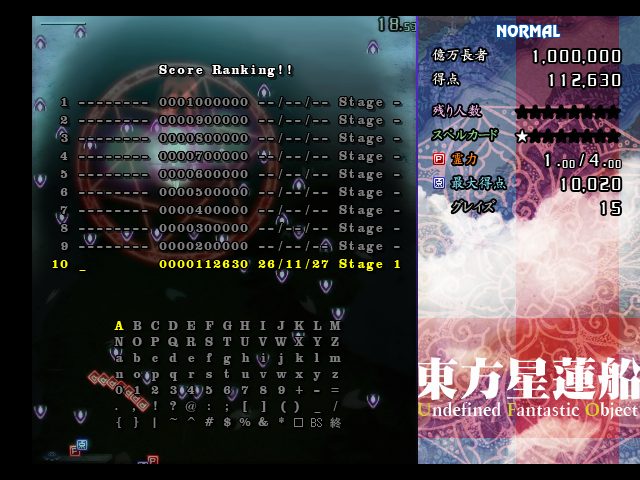 18.53
Score Ranking!!
1 -------- 0001000000 --/--/-- Stage -
2 -------- 0000900000 --/--/-- Stage -
3 -------- 0000800000 --/--/-- Stage -
4 -------- 0000700000 --/--/-- Stage -
5 -------- 0000600000 --/--/-- Stage -
6 -------- 0000500000 --/--/-- Stage -
7 -------- 0000400000 --/--/-- Stage -
8 -------- 0000300000 --/--/-- Stage -
9 -------- 0000200000 --/--/-- Stage -
10 _ 0000112630 26/11/27 Stage 1
A B C D E F G H I J K L M
N O P Q R S T U V W X Y Z
a b c d e f g h i j k l m
n o p q r s t u v w x y z
0 1 2 3 4 5 6 7 8 9 + - =
. , ! ? @ : ; [ ] ( ) _ /
{ } | ~ ^ # $ % & * □ BS 終
NORMAL
億万長者 1,000,000
得点 112,630
残り人数
スペルカード
P 霊力 1.00/4.00
最大得点 10,020
グレイズ 15
東方星蓮船
Undefined Fantastic Object